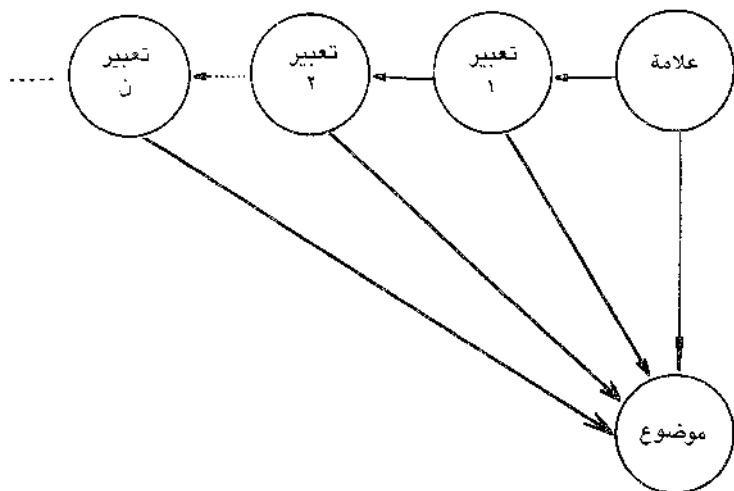 علامة
تعبير
١
تعبير
٢
تعبير
ن
موضوع